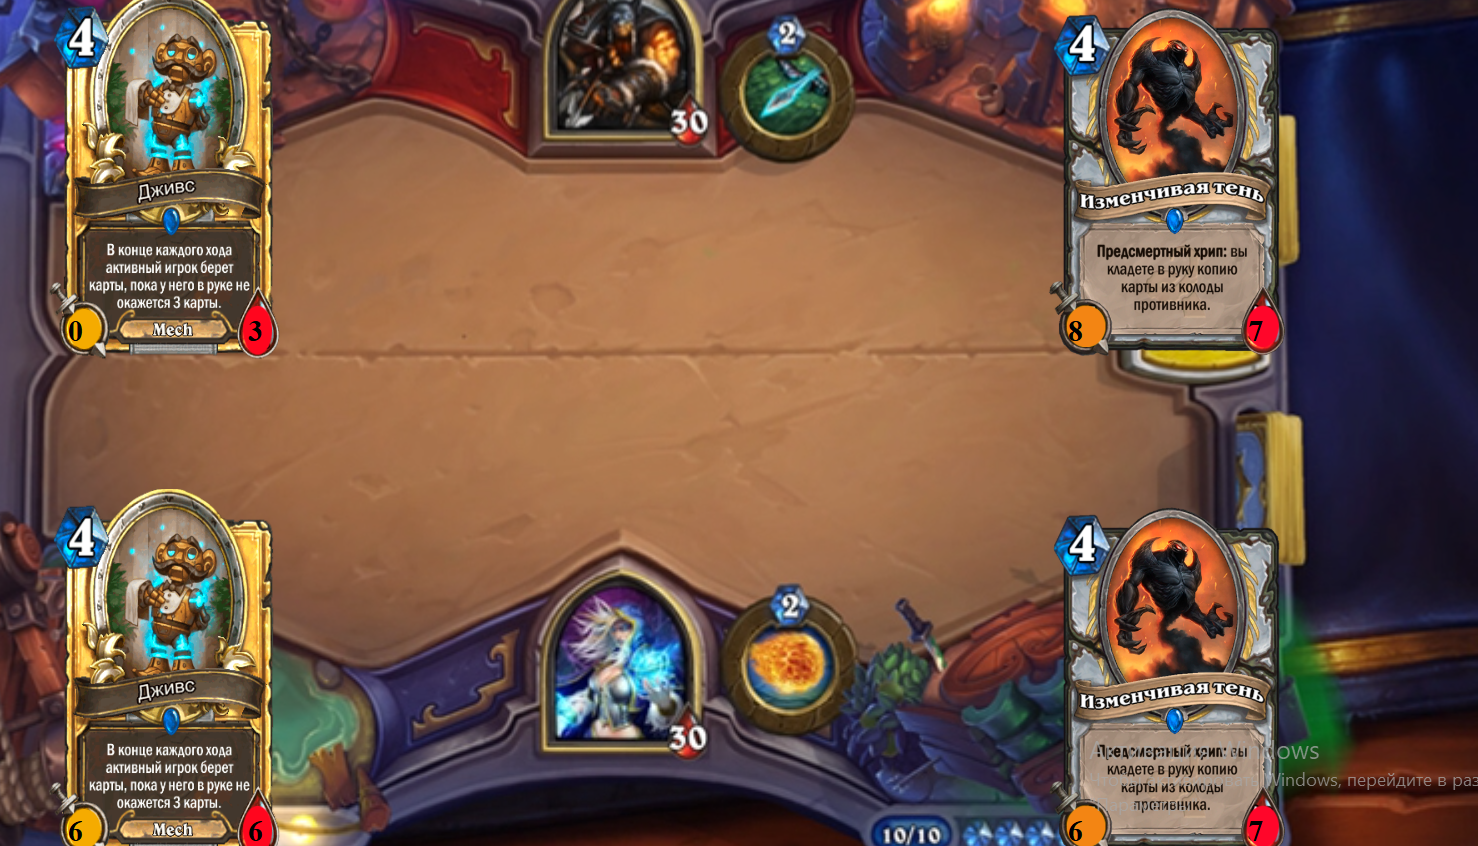 4
Дживс
В конце каждого хода
активный игрок берет
карты, пока у него в руке не
окажется 3 карты.
0
Mech
3
30
2
4
Изменчивая тень
Предсмертный хрип: вы
кладете в руку копию
карты из колоды
противника.
8
7
4
Дживс
В конце каждого хода
активный игрок берет
карты, пока у него в руке не
окажется 3 карты.
6
Mech
6
30
2
10/10
4
Изменчивая тень
Предсмертный хрип: вы
кладете в руку копию
карты из колоды
противника.
6
7
Windows, перейдите в раз